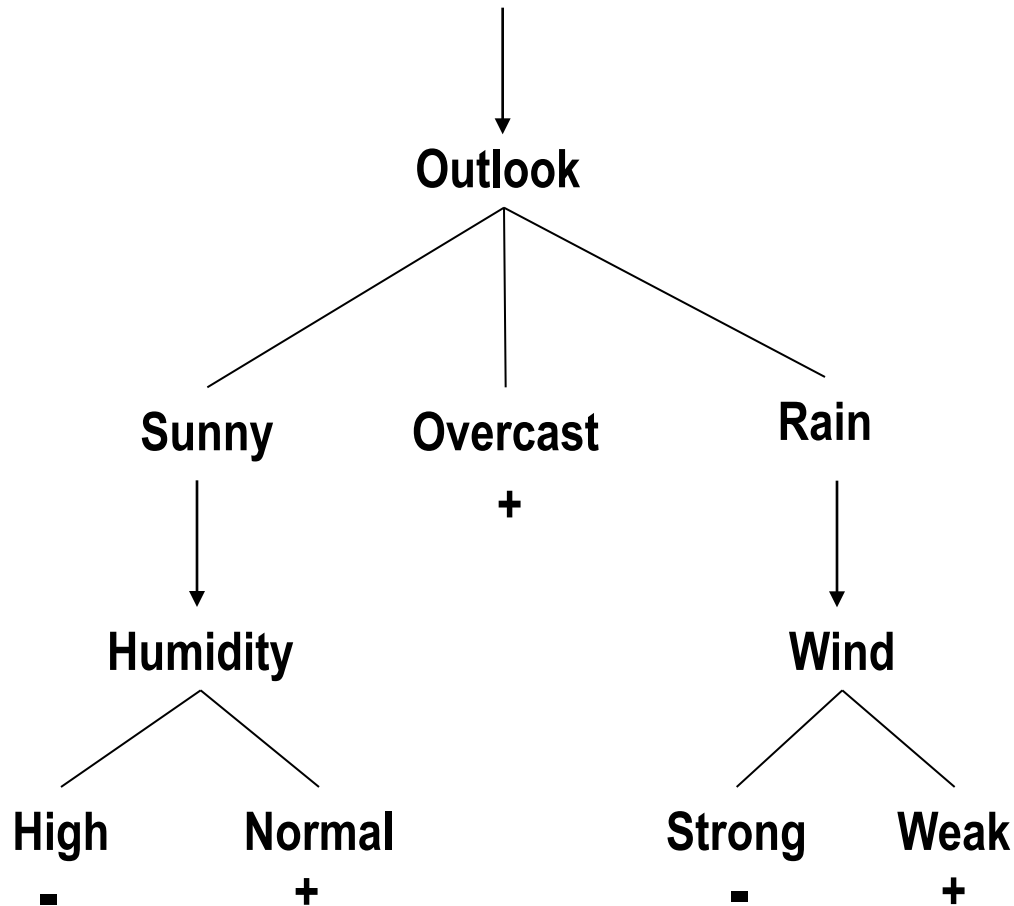 Outlook
Sunny Overcast Rain
+
Humidity Wind
High Normal Strong Weak
- + - +